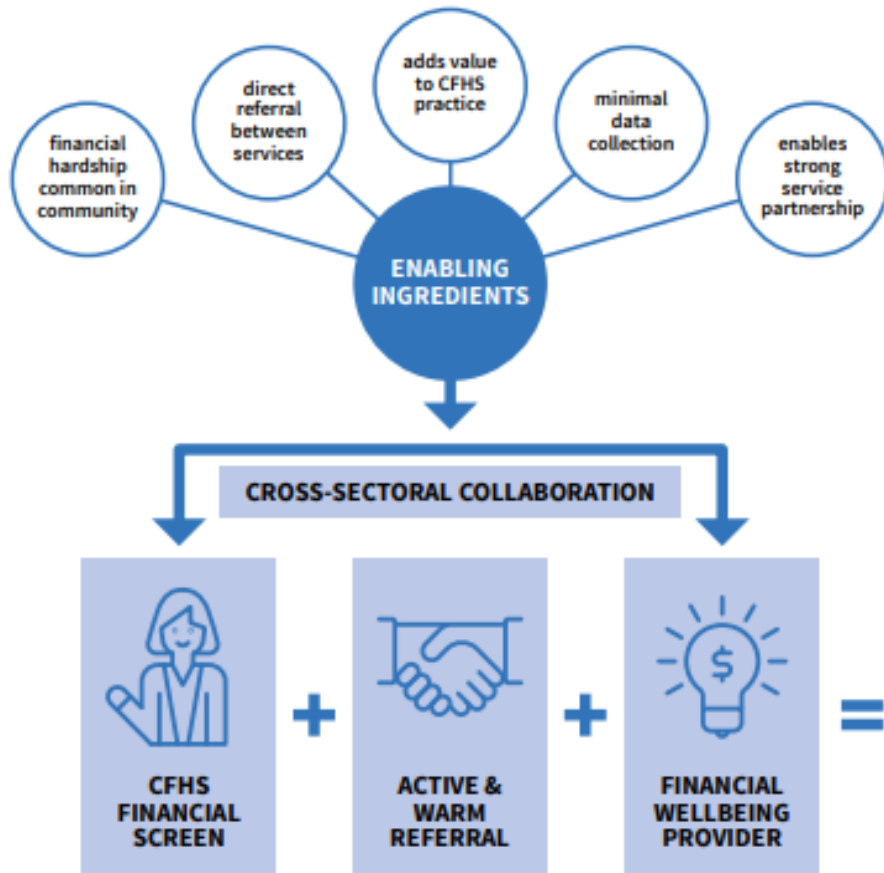 financial
hardship
common in
community
direct
referral
between
services
adds value
to CFHS
practice
minimal
data
collection
enables
strong
service
partnership
ENABLING
INGREDIENTS
CROSS-SECTORAL COLLABORATION
$
+
+
=
CFHS
FINANCIAL
SCREEN
ACTIVE &
WARM
REFERRAL
FINANCIAL
WELLBEING
PROVIDER